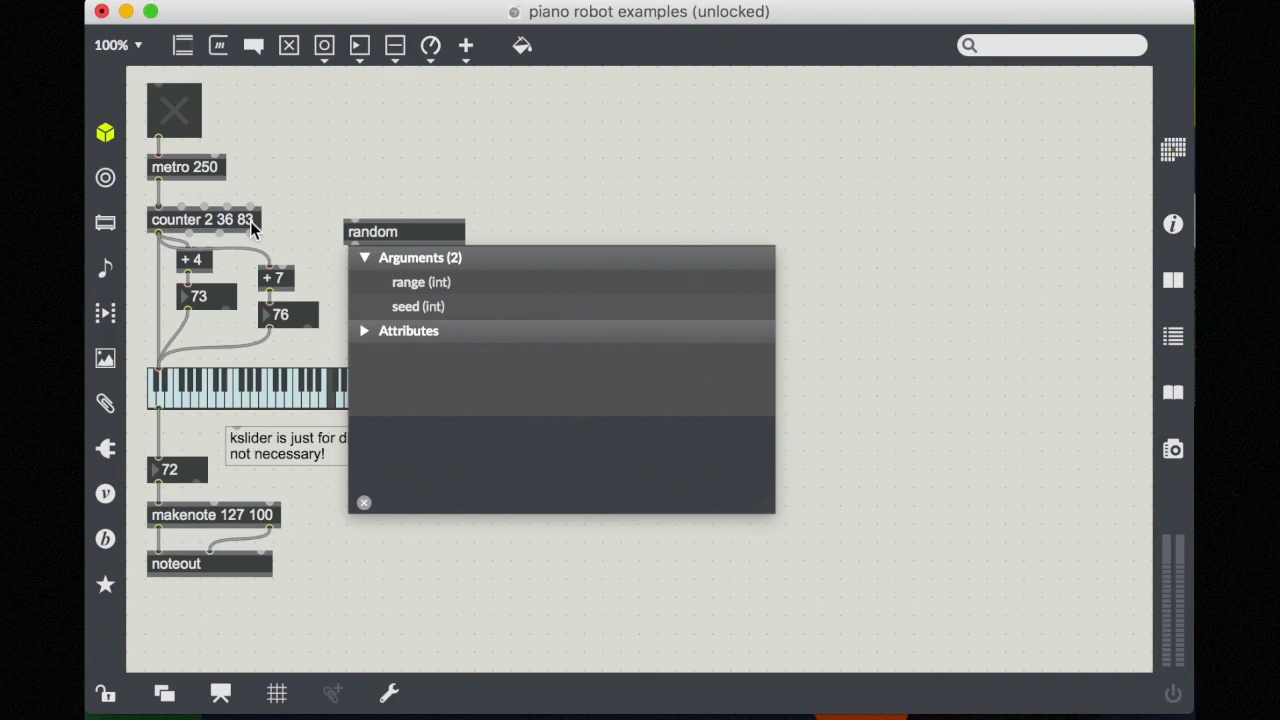 piano robot examples (unlocked)
100%
metro 250
counter 2 36 83
random
+ 4
+ 7
73
76
Arguments (2)
range (int)
seed (int)
Attributes
kslider is just for d
not necessary!
72
makenote 127 100
noteout